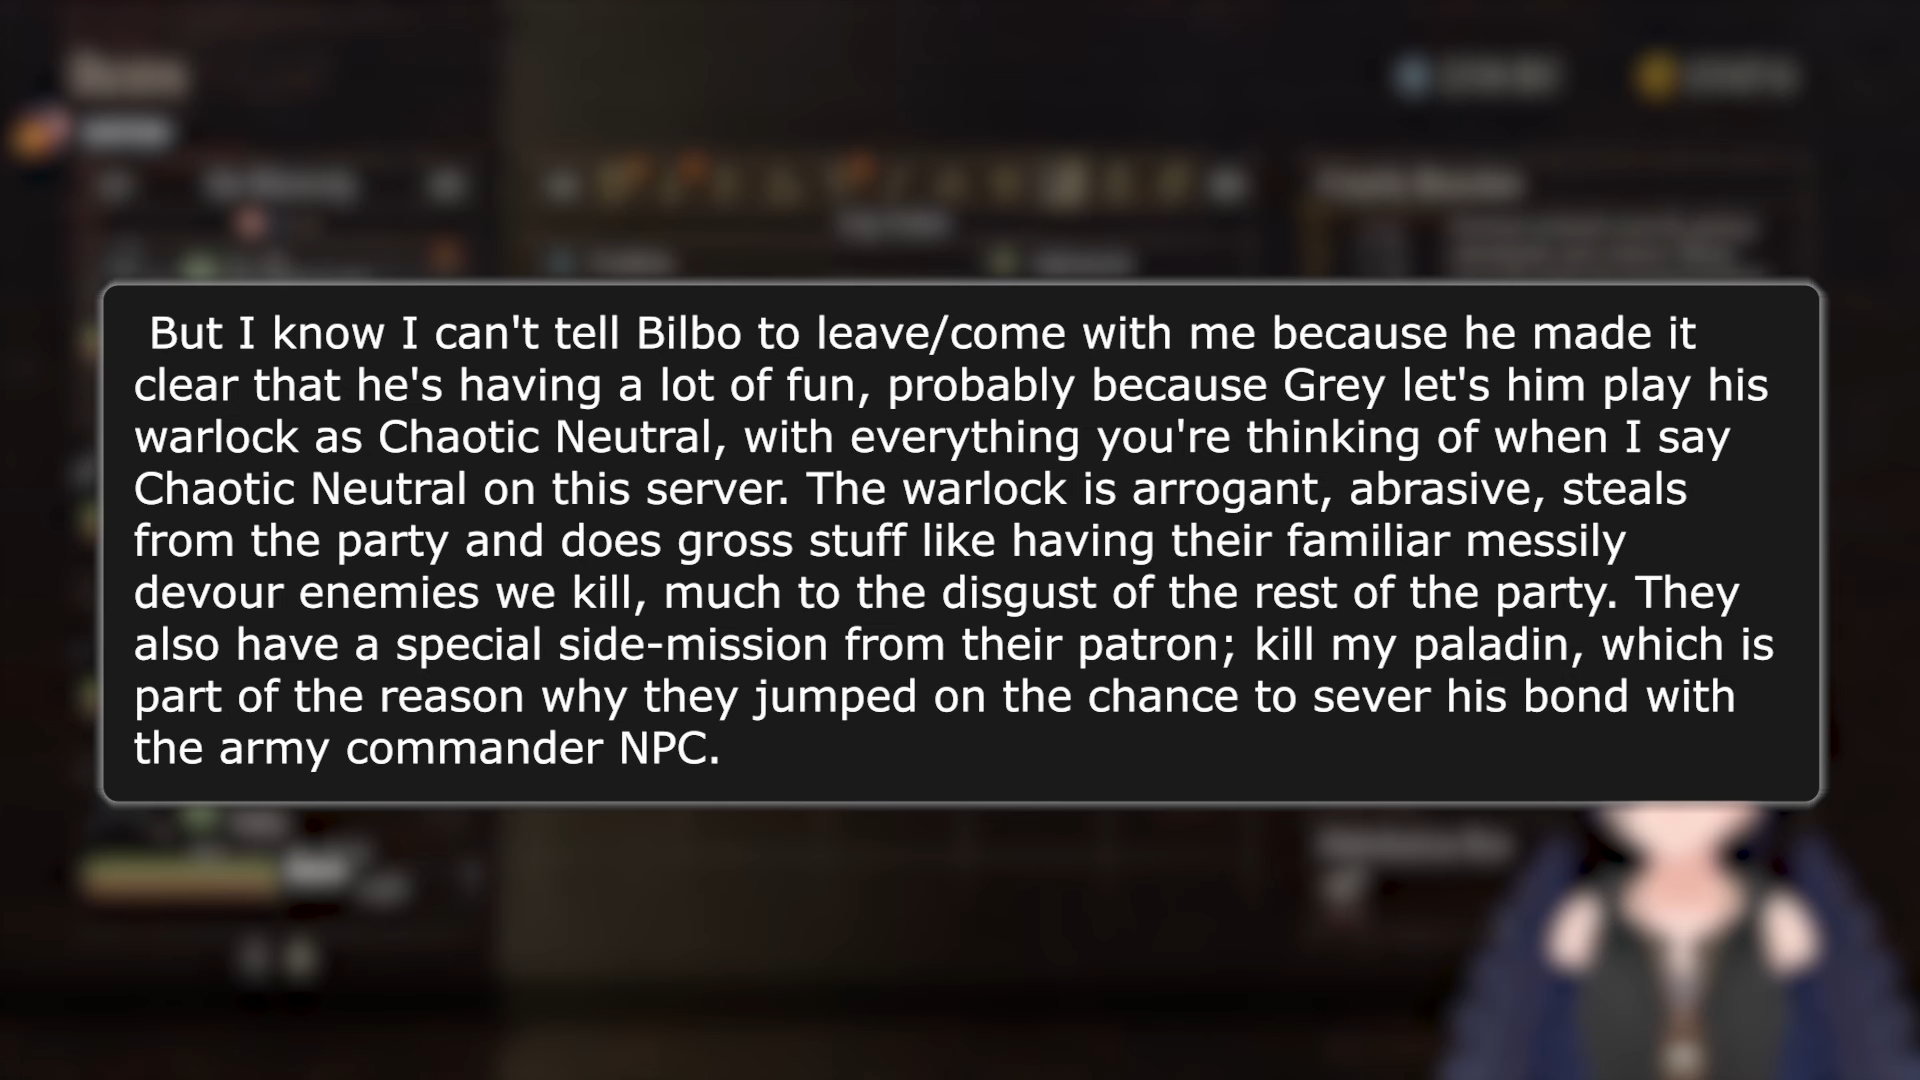 But I know I can't tell Bilbo to leave/come with me because he made it
clear that he's having a lot of fun, probably because Grey let's him play his
warlock as Chaotic Neutral, with everything you're thinking of when I say
Chaotic Neutral on this server. The warlock is arrogant, abrasive, steals
from the party and does gross stuff like having their familiar messily
devour enemies we kill, much to the disgust of the rest of the party. They
also have a special side-mission from their patron; kill my paladin, which is
part of the reason why they jumped on the chance to sever his bond with
the army commander NPC.